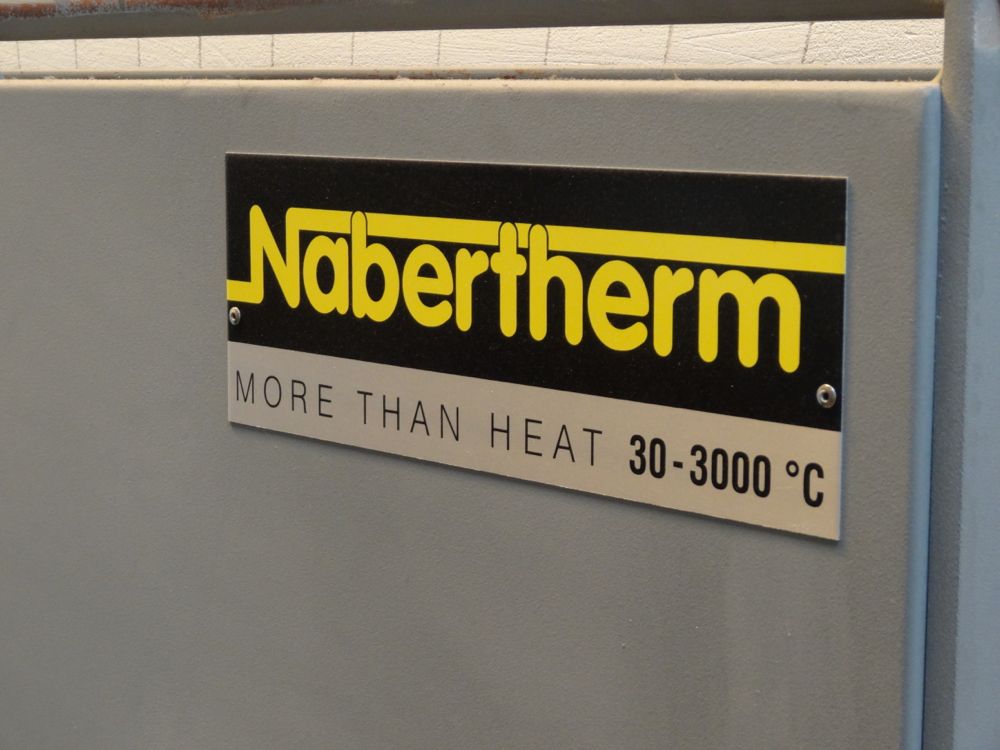 Nabertherm
MORE THAN HEAT 30-3000 °C